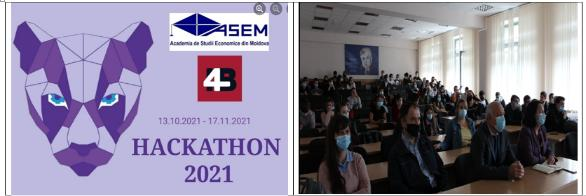 ASEM
Academia de Studii Economice din Moldova
4B
13.10.2021 - 17.11.2021
HACKATHON
2021